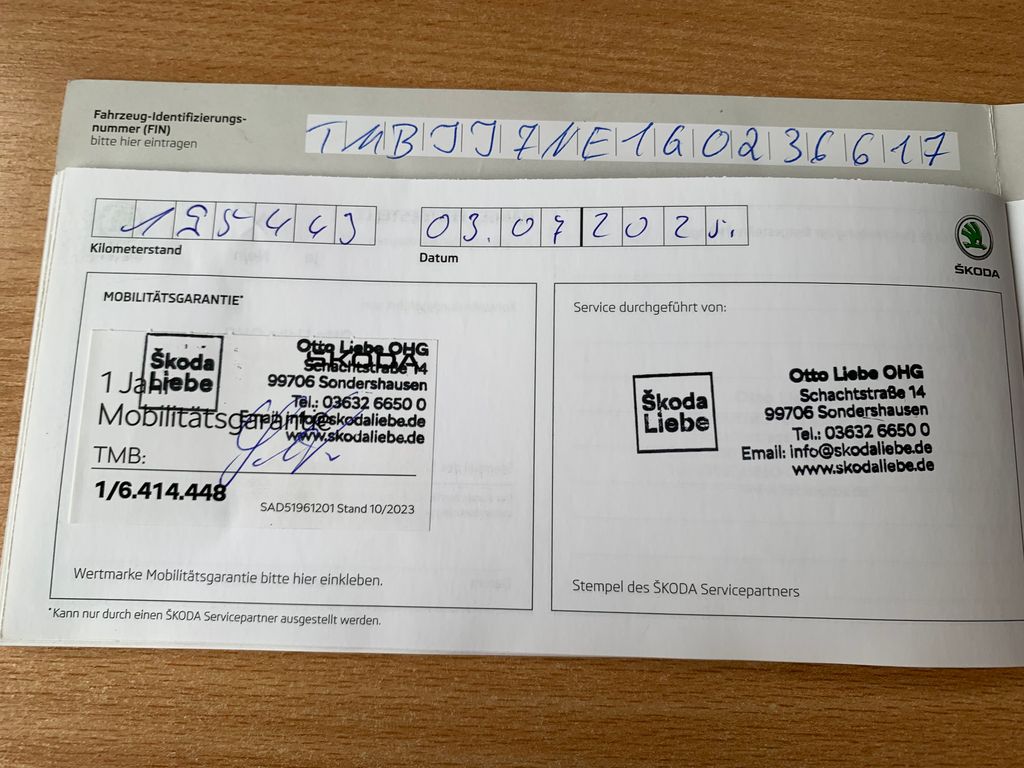 Fahrzeug-Identifizierungs-
nummer (FIN)
bitte hier eintragen
TMBJJ7NE1G0236617
195443
Kilometerstand
03.07 2025.
Datum
ŠKODA
MOBILITÄTSGARANTIE*
ŠKODA
1 Jahr
Mobilitätsgarantie
TMB:
1/6.414.448
SAD51961201 Stand 10/2023
Škoda
Liebe
Otto Liebe OHG
Schachtstraße 14
99706 Sondershausen
Tel.: 03632 6650 0
Email: info@skodaliebe.de
www.skodaliebe.de
Wertmarke Mobilitätsgarantie bitte hier einkleben.
*Kann nur durch einen ŠKODA Servicepartner ausgestellt werden.
Service durchgeführt von:
Škoda
Liebe
Otto Liebe OHG
Schachtstraße 14
99706 Sondershausen
Tel.: 03632 6650 0
Email: info@skodaliebe.de
www.skodaliebe.de
Stempel des ŠKODA Servicepartners